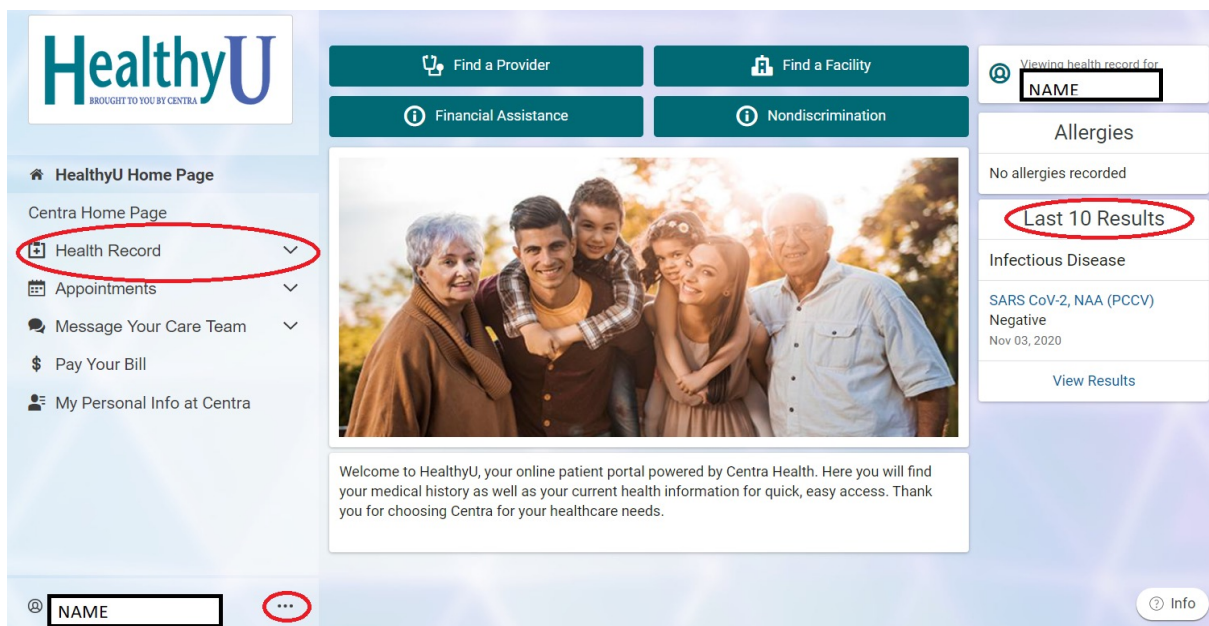 HealthyU
BROUGHT TO YOU BY CENTRA
HealthyU Home Page
Centra Home Page
Health Record
Appointments
Message Your Care Team
$ Pay Your Bill
My Personal Info at Centra
NAME
...
Find a Provider
Find a Facility
Financial Assistance
Nondiscrimination
Welcome to HealthyU, your online patient portal powered by Centra Health. Here you will find
your medical history as well as your current health information for quick, easy access. Thank
you for choosing Centra for your healthcare needs.
Viewing health record for
NAME
Allergies
No allergies recorded
Last 10 Results
Infectious Disease
SARS CoV-2, NAA (PCCV)
Negative
Nov 03, 2020
View Results
? Info